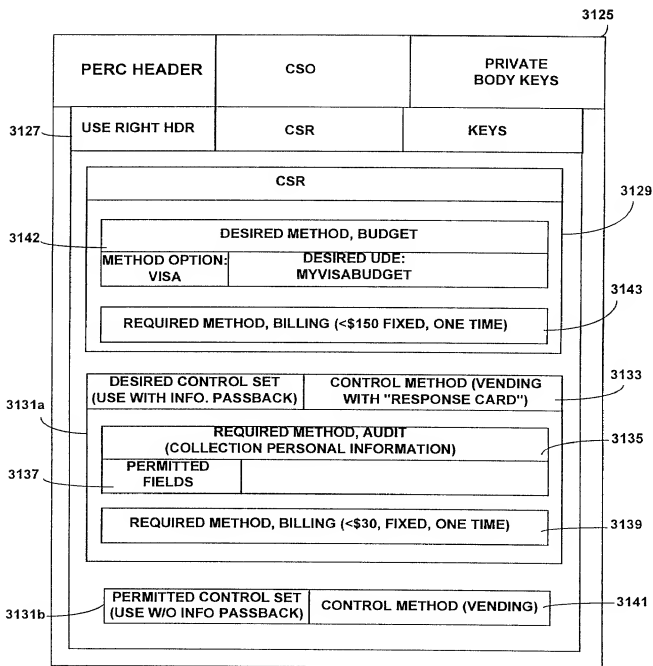 3125
PERC HEADER
CSO
PRIVATE
BODY KEYS
3127
USE RIGHT HDR
CSR
KEYS
CSR
3129
DESIRED METHOD, BUDGET
3142
METHOD OPTION:
VISA
DESIRED UDE:
MYVISABUDGET
3143
REQUIRED METHOD, BILLING (<$150 FIXED, ONE TIME)
DESIRED CONTROL SET
(USE WITH INFO. PASSBACK)
CONTROL METHOD (VENDING
WITH "RESPONSE CARD")
3133
3131a
REQUIRED METHOD, AUDIT
(COLLECTION PERSONAL INFORMATION)
3135
3137
PERMITTED
FIELDS
REQUIRED METHOD, BILLING (<$30, FIXED, ONE TIME)
3139
3131b
PERMITTED CONTROL SET
(USE W/O INFO PASSBACK)
CONTROL METHOD (VENDING)
3141